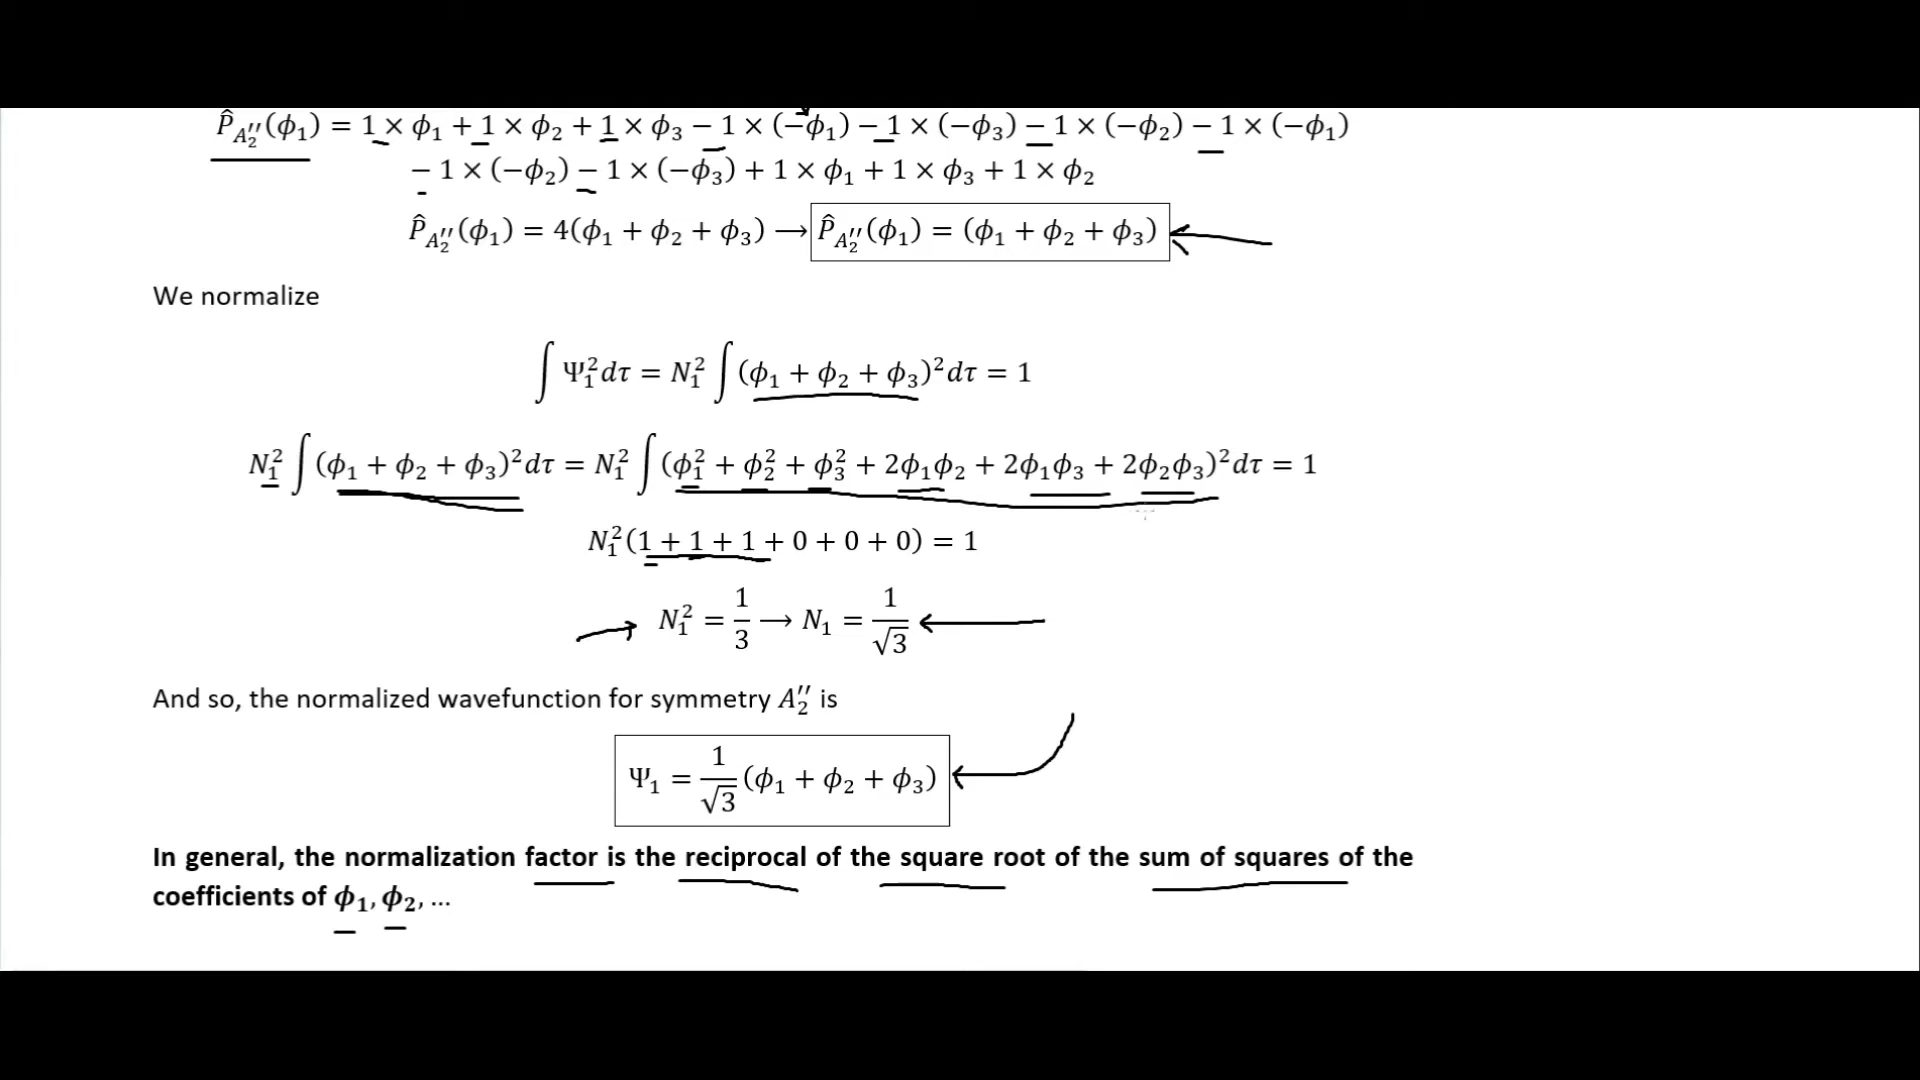 P̂_{A₂′′}(ϕ₁) = 1 × ϕ₁ + 1 × ϕ₂ + 1 × ϕ₃ − 1 × (−ϕ₁) − 1 × (−ϕ₃) − 1 × (−ϕ₂) − 1 × (−ϕ₁)
− 1 × (−ϕ₂) − 1 × (−ϕ₃) + 1 × ϕ₁ + 1 × ϕ₃ + 1 × ϕ₂
P̂_{A₂′′}(ϕ₁) = 4(ϕ₁ + ϕ₂ + ϕ₃) → P̂_{A₂′′}(ϕ₁) = (ϕ₁ + ϕ₂ + ϕ₃)
We normalize
∫ Ψ₁² dτ = N₁² ∫ (ϕ₁ + ϕ₂ + ϕ₃)² dτ = 1
N₁² ∫ (ϕ₁ + ϕ₂ + ϕ₃)² dτ = N₁² ∫ (ϕ₁² + ϕ₂² + ϕ₃² + 2ϕ₁ϕ₂ + 2ϕ₁ϕ₃ + 2ϕ₂ϕ₃)² dτ = 1
N₁²(1 + 1 + 1 + 0 + 0 + 0) = 1
N₁² = 1/3 → N₁ = 1/√3
And so, the normalized wavefunction for symmetry A₂′′ is
Ψ₁ = 1/√3 (ϕ₁ + ϕ₂ + ϕ₃)
In general, the normalization factor is the reciprocal of the square root of the sum of squares of the
coefficients of ϕ₁, ϕ₂, ...